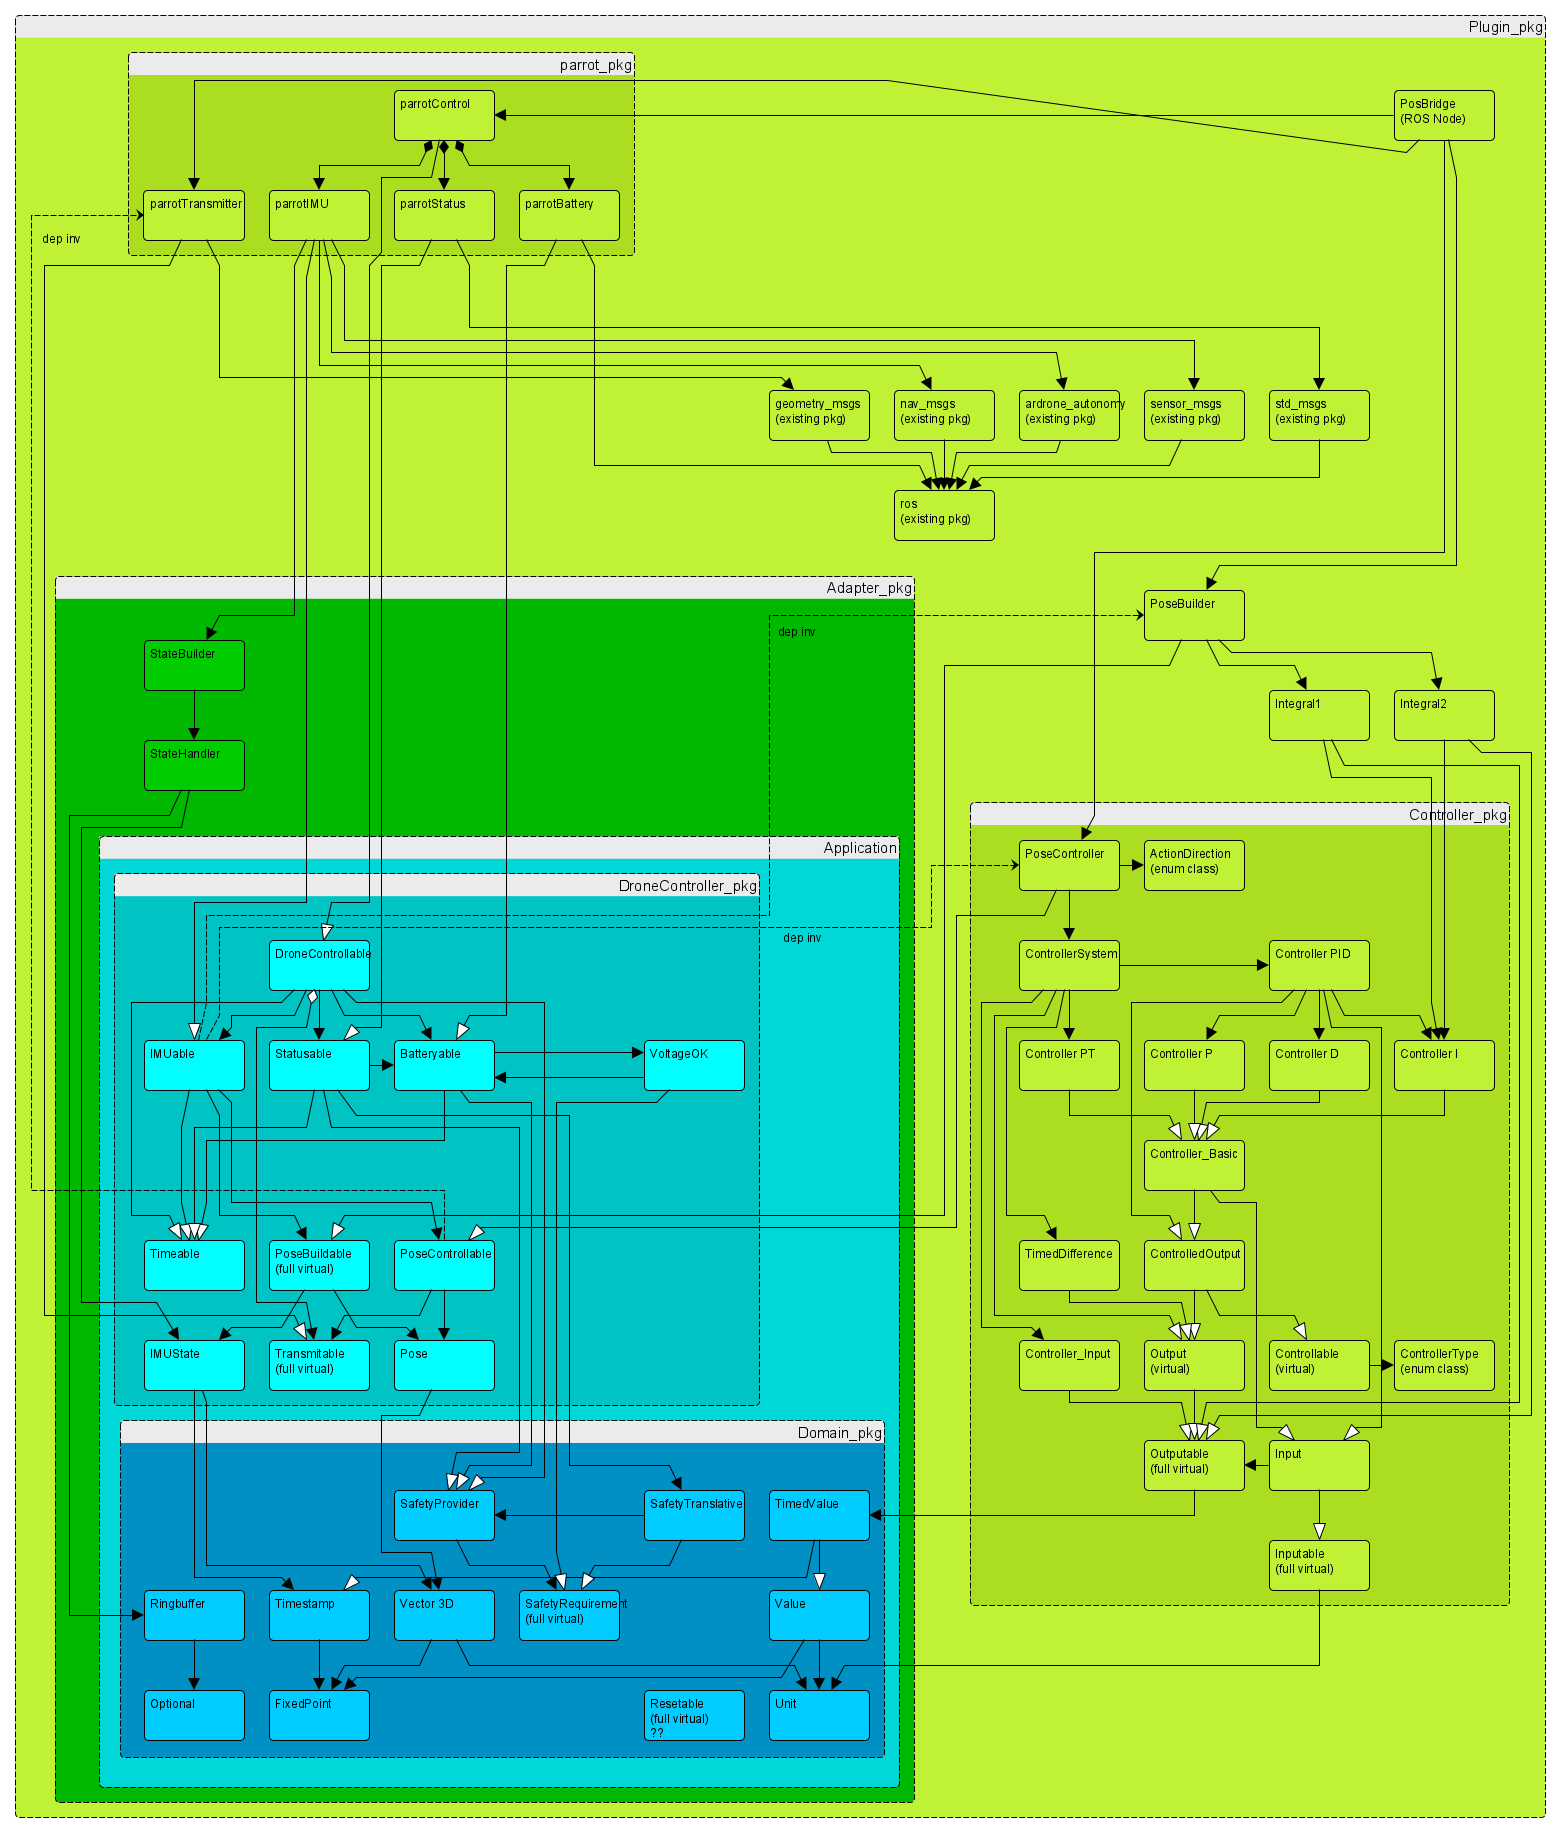 Plugin_pkg
parrot_pkg
parrotControl
PosBridge
(ROS Node)
parrotTransmitter
parrotIMU
parrotStatus
parrotBattery
dep inv
geometry_msgs
(existing pkg)
nav_msgs
(existing pkg)
ardrone_autonomy
(existing pkg)
sensor_msgs
(existing pkg)
std_msgs
(existing pkg)
ros
(existing pkg)
Adapter_pkg
PoseBuilder
dep inv
StateBuilder
Integral1
Integral2
StateHandler
Controller_pkg
Application
PoseController
ActionDirection
(enum class)
DroneController_pkg
dep inv
DroneControllable
ControllerSystem
Controller PID
IMUable
Statusable
Batteryable
VoltageOK
Controller PT
Controller P
Controller D
Controller I
Controller_Basic
Timeable
PoseBuildable
(full virtual)
PoseControllable
TimedDifference
ControlledOutput
IMUState
Transmitable
(full virtual)
Pose
Controller_Input
Output
(virtual)
Controllable
(virtual)
ControllerType
(enum class)
Domain_pkg
Outputable
(full virtual)
Input
SafetyProvider
SafetyTranslative
TimedValue
Inputable
(full virtual)
Ringbuffer
Timestamp
Vector 3D
SafetyRequirement
(full virtual)
Value
Optional
FixedPoint
Resetable
(full virtual)
??
Unit